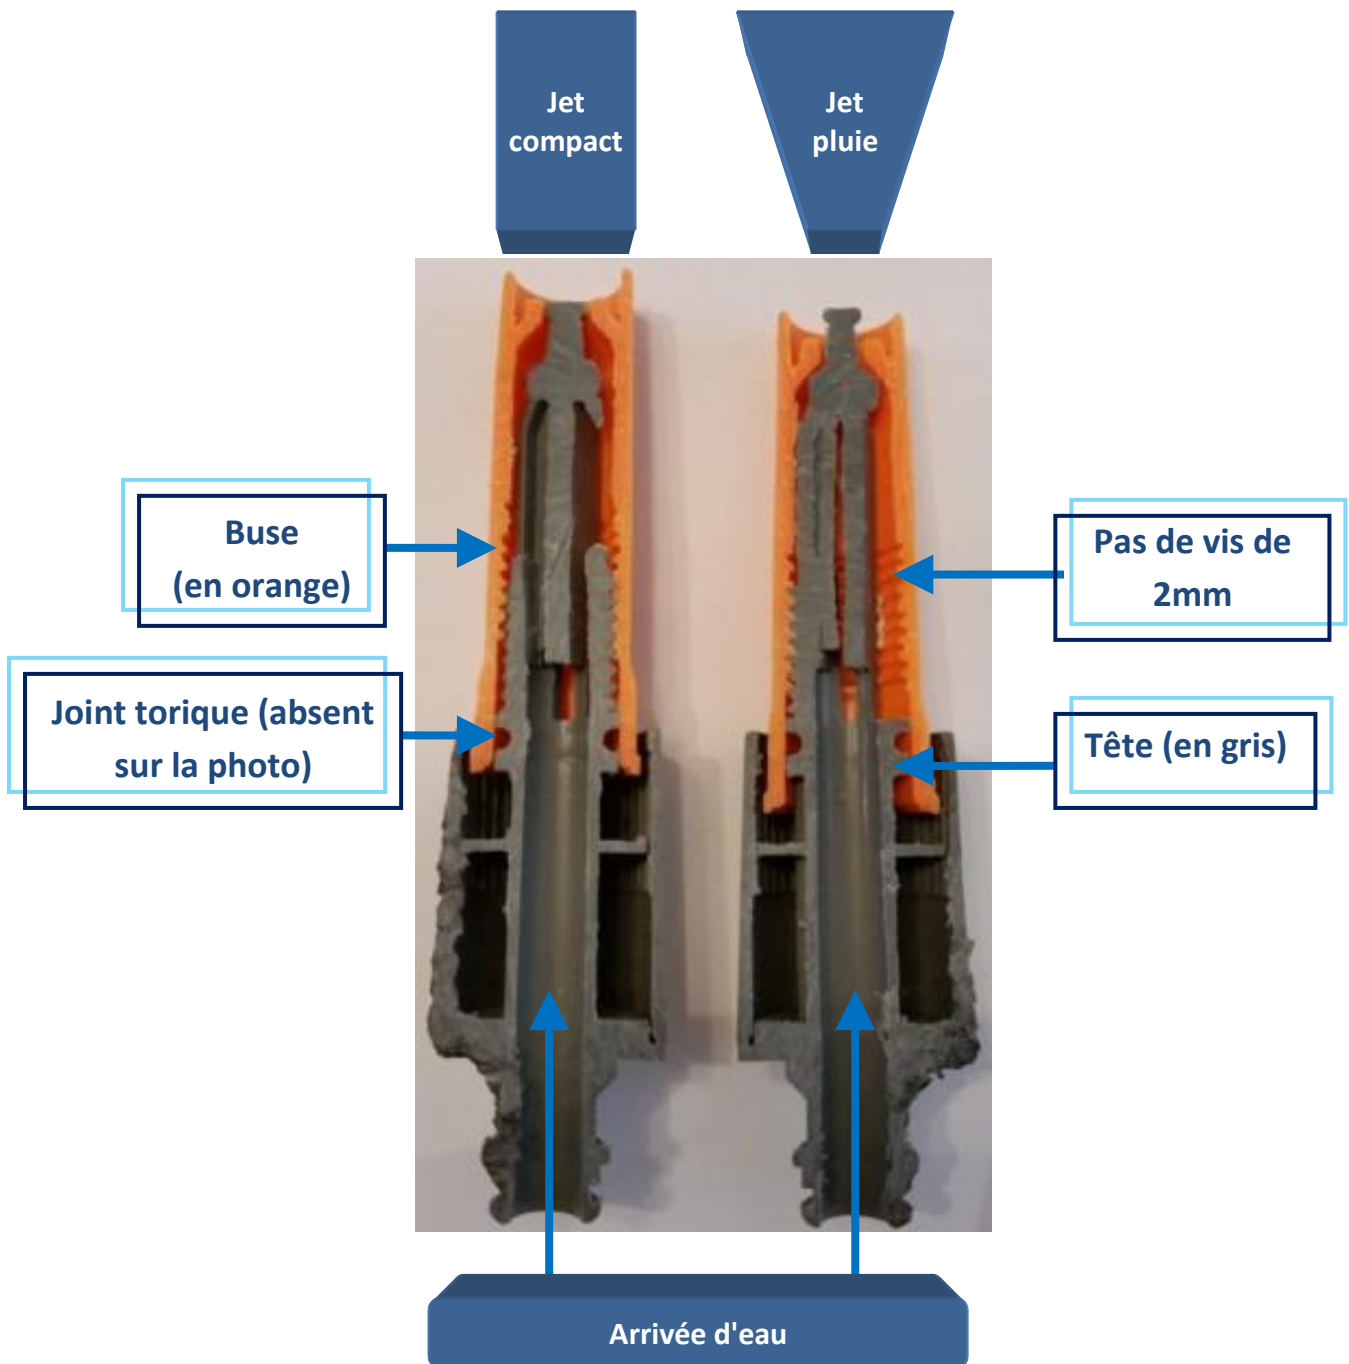 Jet
compact
Jet
pluie
Buse
(en orange)
Pas de vis de
2mm
Joint torique (absent
sur la photo)
Tête (en gris)
Arrivée d'eau